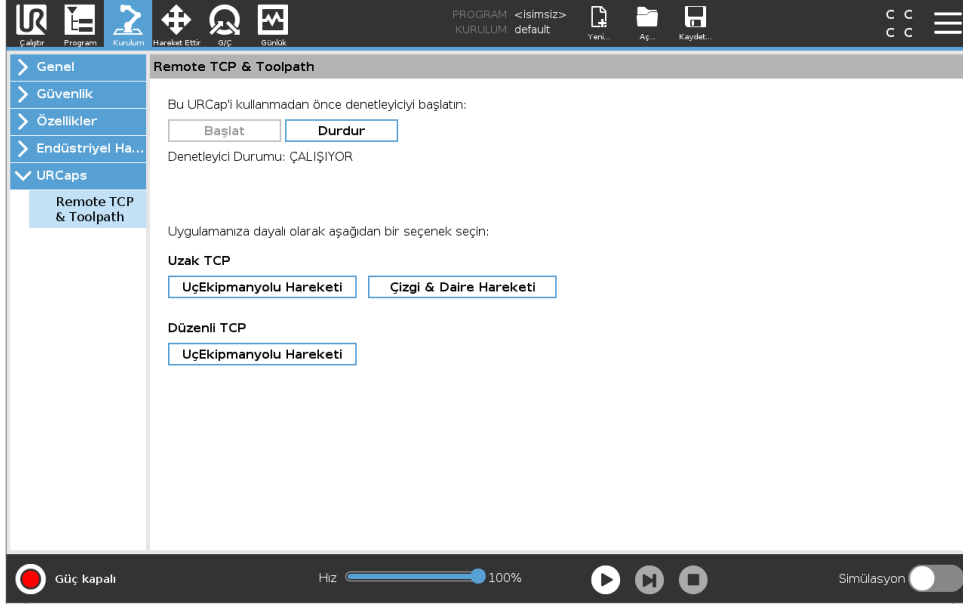 PROGRAM <isimsiz>
KURULUM default
Çalıştır Program Kurulum Hareket Ettir G/Ç Günlük Yeni... Aç... Kaydet...
C C
C C
Genel
Güvenlik
Özellikler
Endüstriyel Ha...
URCaps
Remote TCP
& Toolpath
Remote TCP & Toolpath
Bu URCap'i kullanmadan önce denetleyiciyi başlatın:
Başlat Durdur
Denetleyici Durumu: ÇALIŞIYOR
Uygulamanıza dayalı olarak aşağıdan bir seçenek seçin:
Uzak TCP
UçEkipmanyolu Hareketi Çizgi & Daire Hareketi
Düzenli TCP
UçEkipmanyolu Hareketi
Güç kapalı Hız 100% Simülasyon